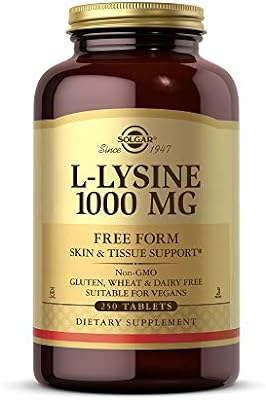 SOLGAR®
Since 1947
L-LYSINE
1000 MG
FREE FORM
SKIN & TISSUE SUPPORT*
NON-GMO
GLUTEN, WHEAT & DAIRY FREE
SUITABLE FOR VEGANS
250 TABLETS
DIETARY SUPPLEMENT